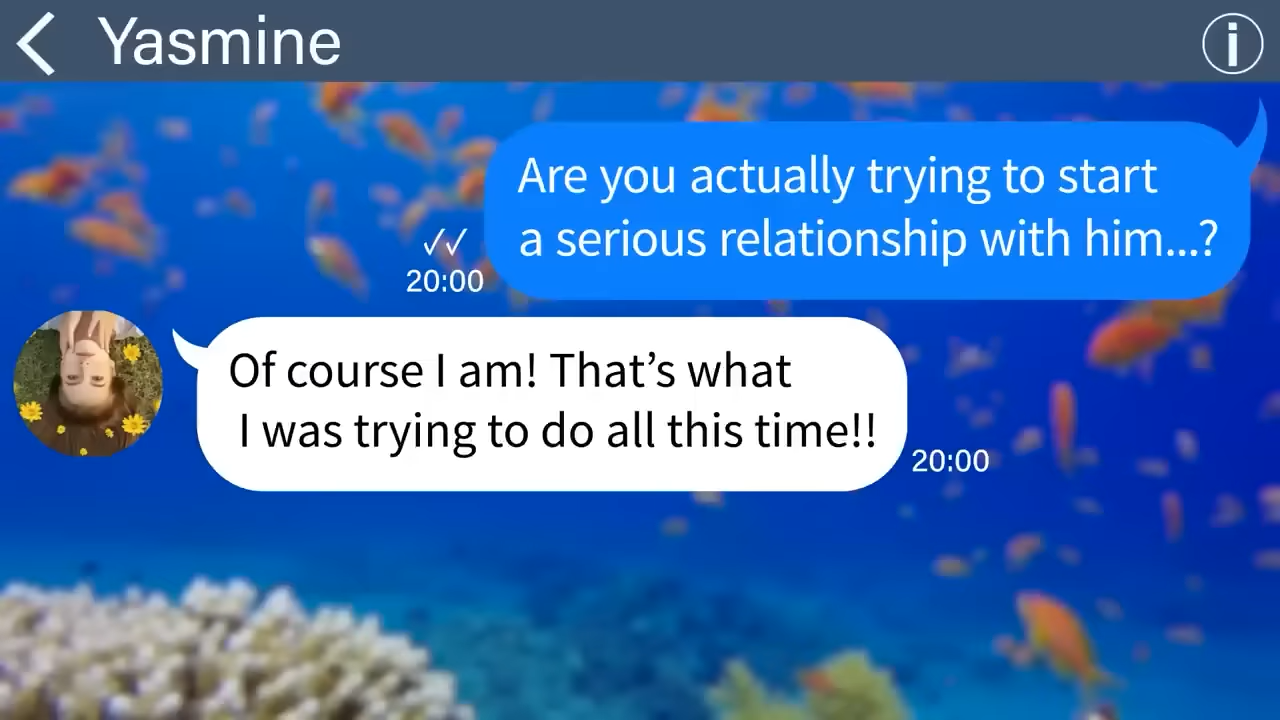 Yasmine
Are you actually trying to start
a serious relationship with him...?
20:00
Of course I am! That’s what
I was trying to do all this time!!
20:00